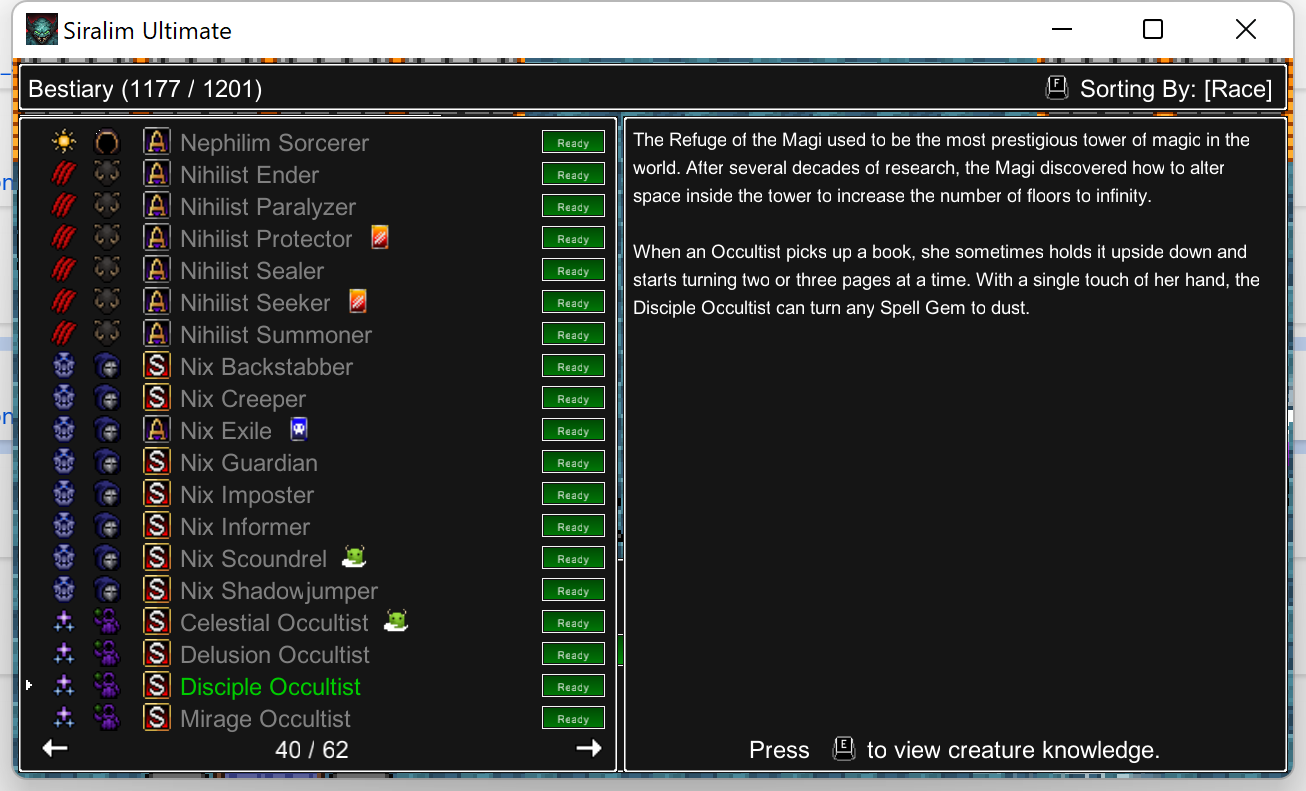 Siralim Ultimate
Bestiary (1177 / 1201)
F Sorting By: [Race]
A Nephilim Sorcerer Ready
A Nihilist Ender Ready
A Nihilist Paralyzer Ready
A Nihilist Protector Ready
A Nihilist Sealer Ready
A Nihilist Seeker Ready
A Nihilist Summoner Ready
S Nix Backstabber Ready
S Nix Creeper Ready
A Nix Exile Ready
S Nix Guardian Ready
S Nix Imposter Ready
S Nix Informer Ready
S Nix Scoundrel Ready
S Nix Shadowjumper Ready
S Celestial Occultist Ready
S Delusion Occultist Ready
S Disciple Occultist Ready
S Mirage Occultist Ready
40 / 62
The Refuge of the Magi used to be the most prestigious tower of magic in the
world. After several decades of research, the Magi discovered how to alter
space inside the tower to increase the number of floors to infinity.
When an Occultist picks up a book, she sometimes holds it upside down and
starts turning two or three pages at a time. With a single touch of her hand, the
Disciple Occultist can turn any Spell Gem to dust.
Press E to view creature knowledge.